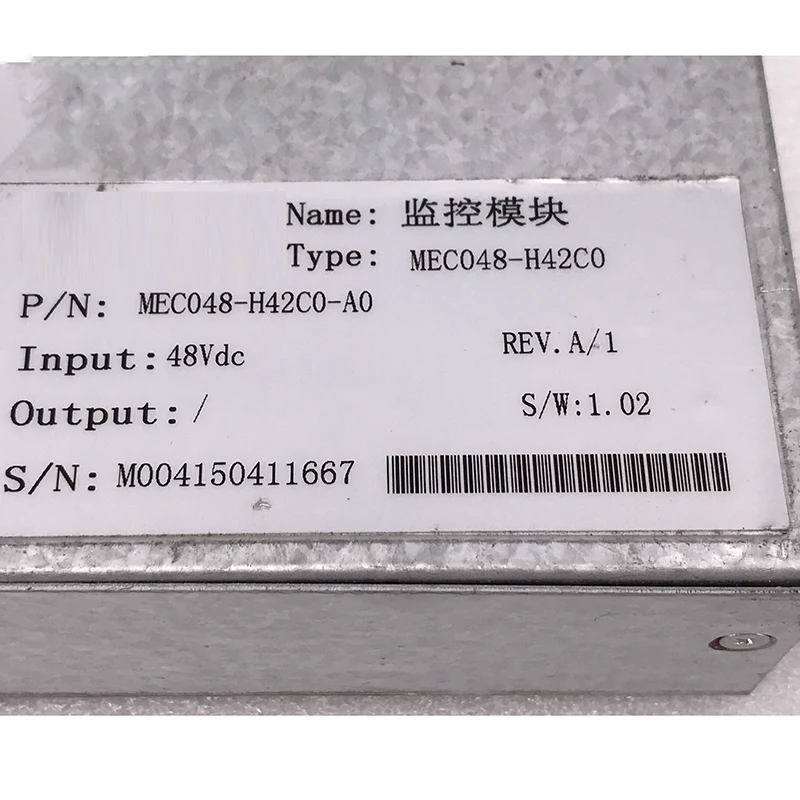 Name: 监控模块
Type: MEC048-H42C0
P/N: MEC048-H42C0-A0
Input: 48Vdc
REV. A/1
Output: /
S/W:1.02
S/N: M004150411667